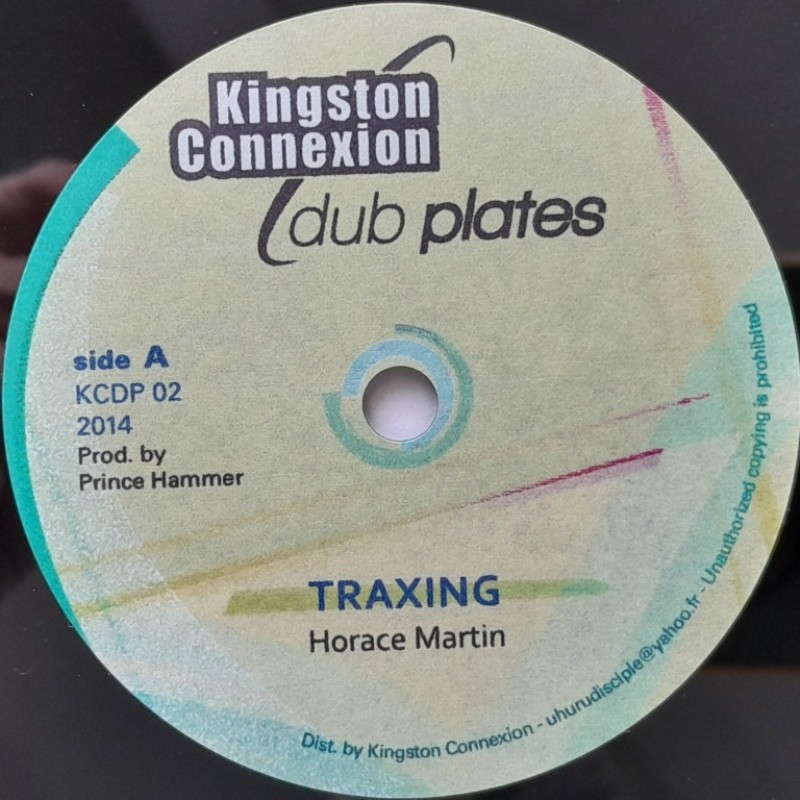 Kingston
Connexion
dub plates
side A
KCDP 02
2014
Prod. by
Prince Hammer
TRAXING
Horace Martin
Dist. by Kingston Connexion - uhurudisciple@yahoo.fr - Unauthorized copying is prohibited